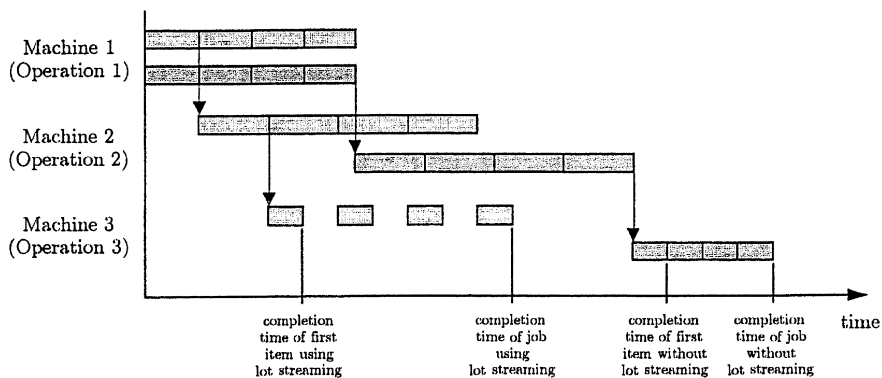 Machine 1
(Operation 1)
Machine 2
(Operation 2)
Machine 3
(Operation 3)
time
completion
time of first
item using
lot streaming
completion
time of job
using
lot streaming
completion
time of first
item without
lot streaming
completion
time of job
without
lot streaming